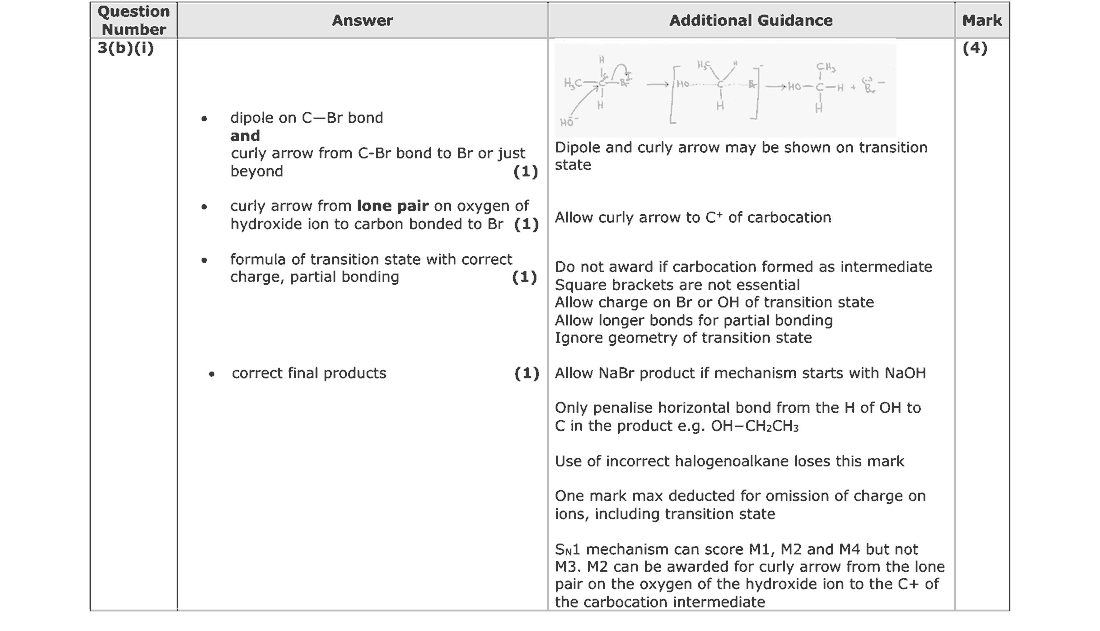 Question
Number
Answer
Additional Guidance
Mark
3(b)(i)
(4)
H
H₃C—C—Br
H
HO⁻
H₃C H
HO C Br
H
⁻
CH₃
HO—C—H + Br⁻
H
• dipole on C—Br bond
and
curly arrow from C-Br bond to Br or just
beyond (1)
Dipole and curly arrow may be shown on transition
state
• curly arrow from lone pair on oxygen of
hydroxide ion to carbon bonded to Br (1)
Allow curly arrow to C⁺ of carbocation
• formula of transition state with correct
charge, partial bonding (1)
Do not award if carbocation formed as intermediate
Square brackets are not essential
Allow charge on Br or OH of transition state
Allow longer bonds for partial bonding
Ignore geometry of transition state
• correct final products (1)
Allow NaBr product if mechanism starts with NaOH
Only penalise horizontal bond from the H of OH to
C in the product e.g. OH−CH₂CH₃
Use of incorrect halogenoalkane loses this mark
One mark max deducted for omission of charge on
ions, including transition state
Sɴ1 mechanism can score M1, M2 and M4 but not
M3. M2 can be awarded for curly arrow from the lone
pair on the oxygen of the hydroxide ion to the C+ of
the carbocation intermediate